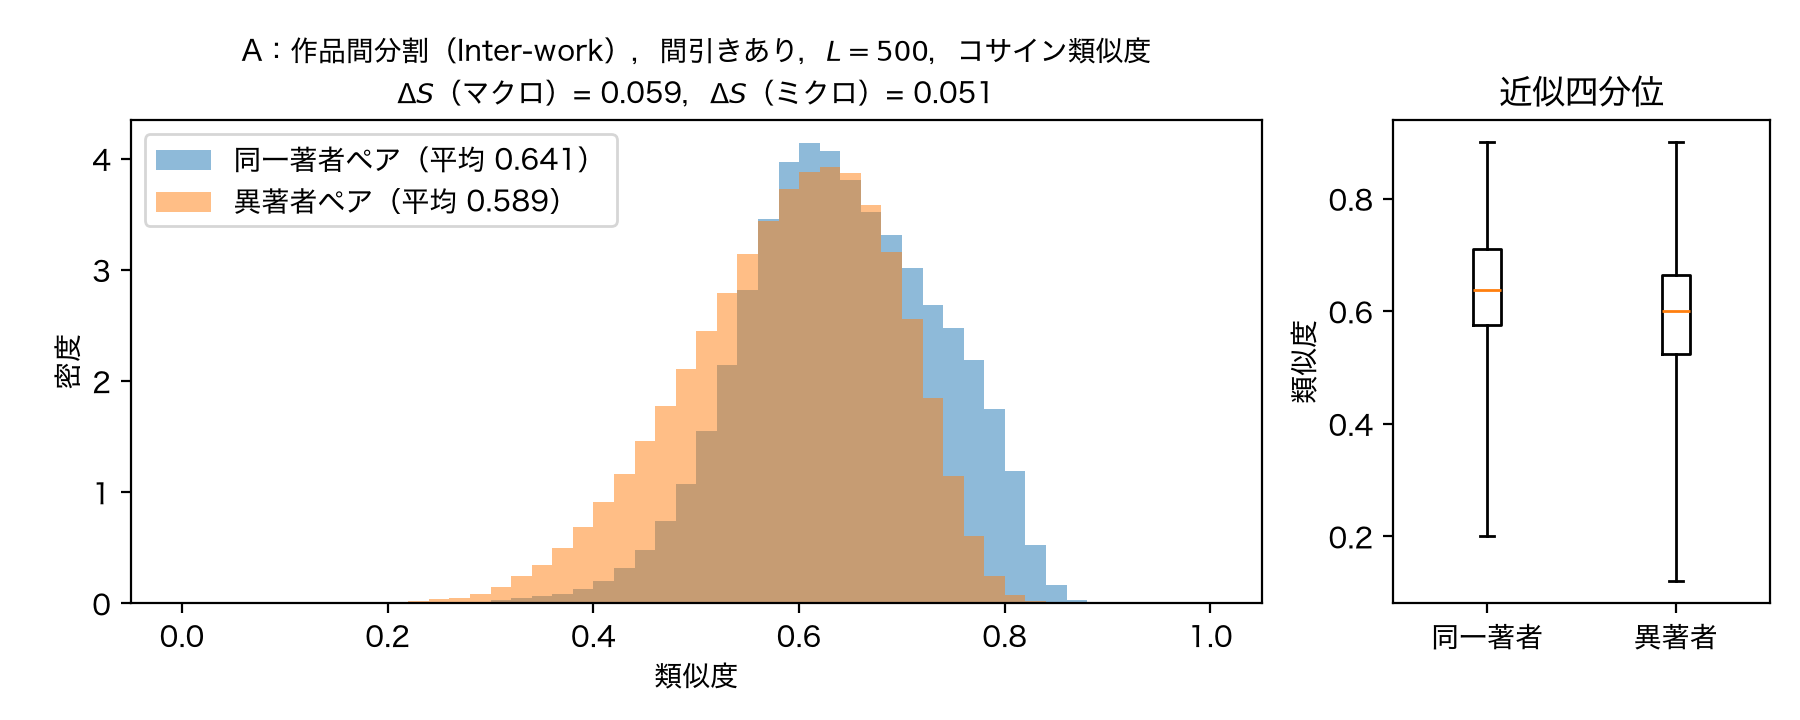 A：作品間分割（Inter-work），間引きあり，L = 500，コサイン類似度
ΔS（マクロ）= 0.059，ΔS（ミクロ）= 0.051
同一著者ペア（平均 0.641）
異著者ペア（平均 0.589）
密度
4
3
2
1
0
0.0 0.2 0.4 0.6 0.8 1.0
類似度
近似四分位
類似度
0.8
0.6
0.4
0.2
同一著者 異著者